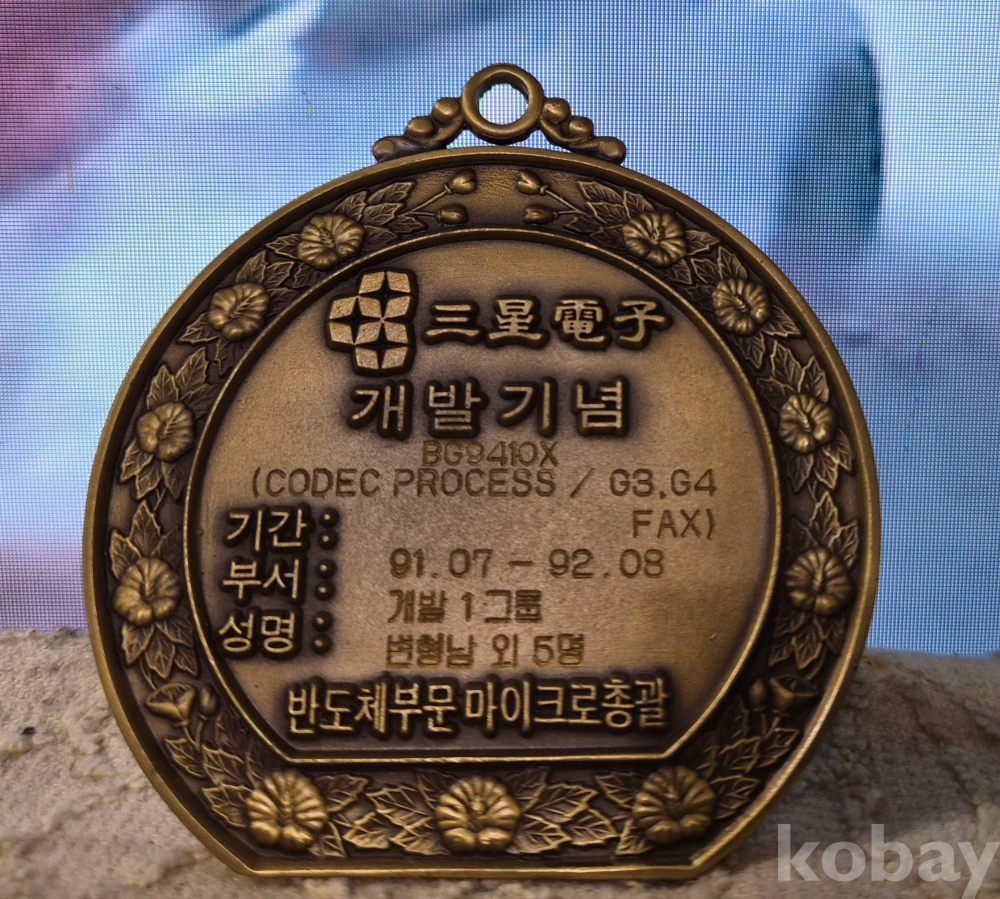 三星電子
개발기념
BG9410X
(CODEC PROCESS / G3.G4
FAX)
기간 : 91.07 - 92.08
부서 : 개발 1 그룹
성명 : 변형남 외 5명
반도체부문 마이크로총괄
kobay